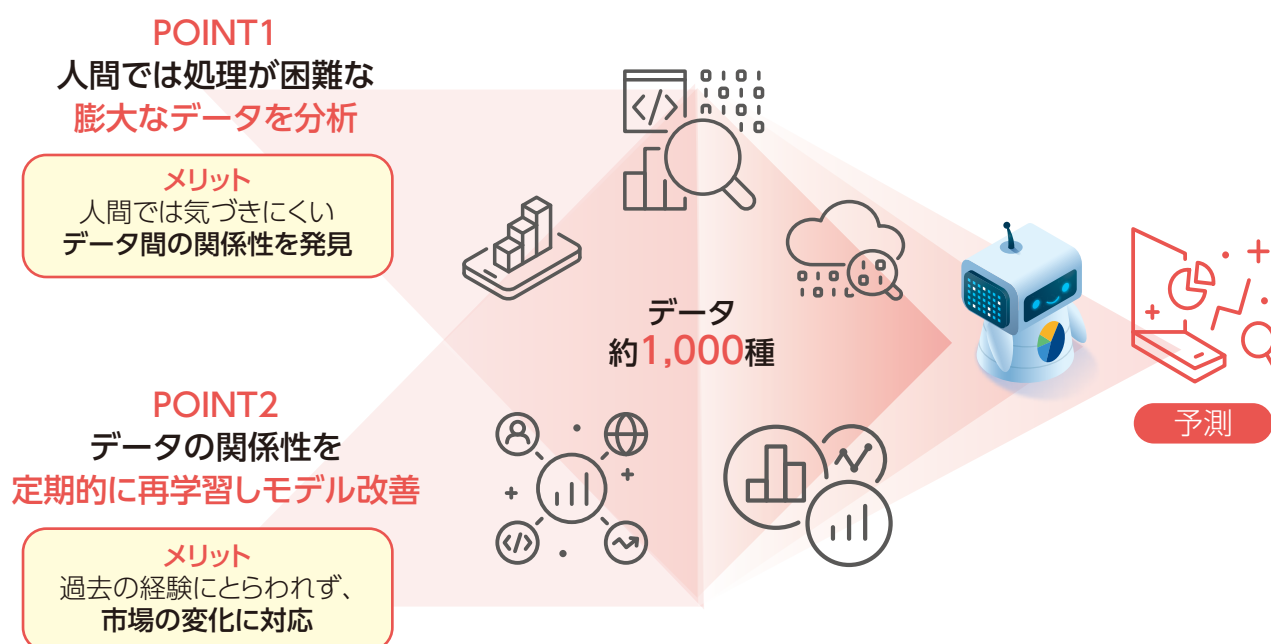 POINT1
人間では処理が困難な
膨大なデータを分析
メリット
人間では気づきにくい
データ間の関係性を発見
データ
約1,000種
予測
POINT2
データの関係性を
定期的に再学習しモデル改善
メリット
過去の経験にとらわれず、
市場の変化に対応